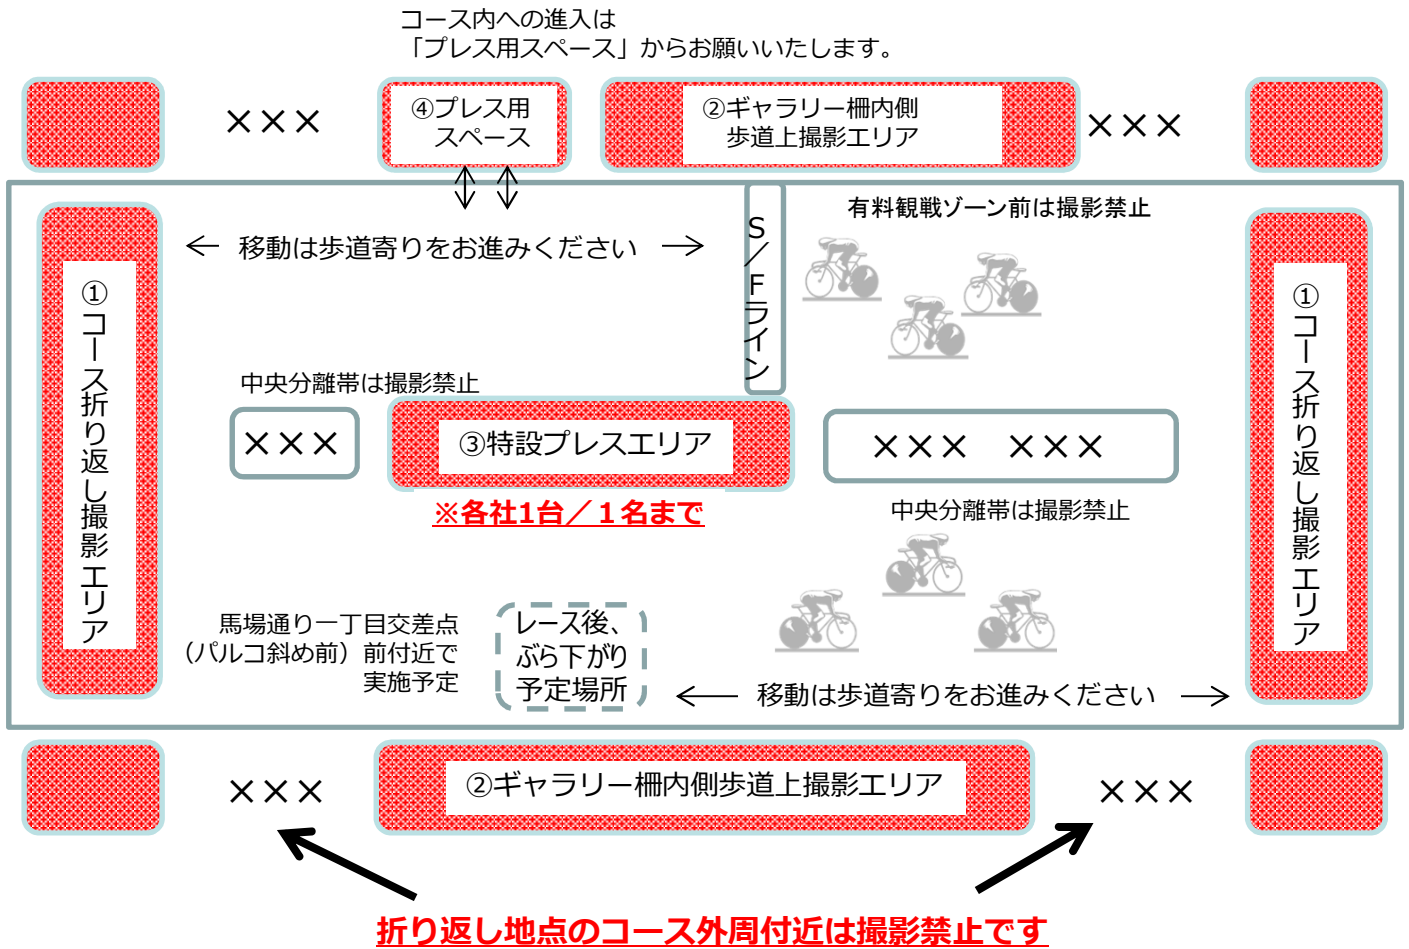 コース内への進入は
「プレス用スペース」からお願いいたします。
×××
④プレス用
スペース
②ギャラリー柵内側
歩道上撮影エリア
×××
有料観戦ゾーン前は撮影禁止
← 移動は歩道寄りをお進みください →
S／Fライン
①コース折り返し撮影エリア
①コース折り返し撮影エリア
中央分離帯は撮影禁止
×××
③特設プレスエリア
××× ×××
※各社1台／１名まで
中央分離帯は撮影禁止
馬場通り一丁目交差点
（パルコ斜め前）前付近で
実施予定
レース後、
ぶら下がり
予定場所
← 移動は歩道寄りをお進みください →
×××
②ギャラリー柵内側歩道上撮影エリア
×××
折り返し地点のコース外周付近は撮影禁止です